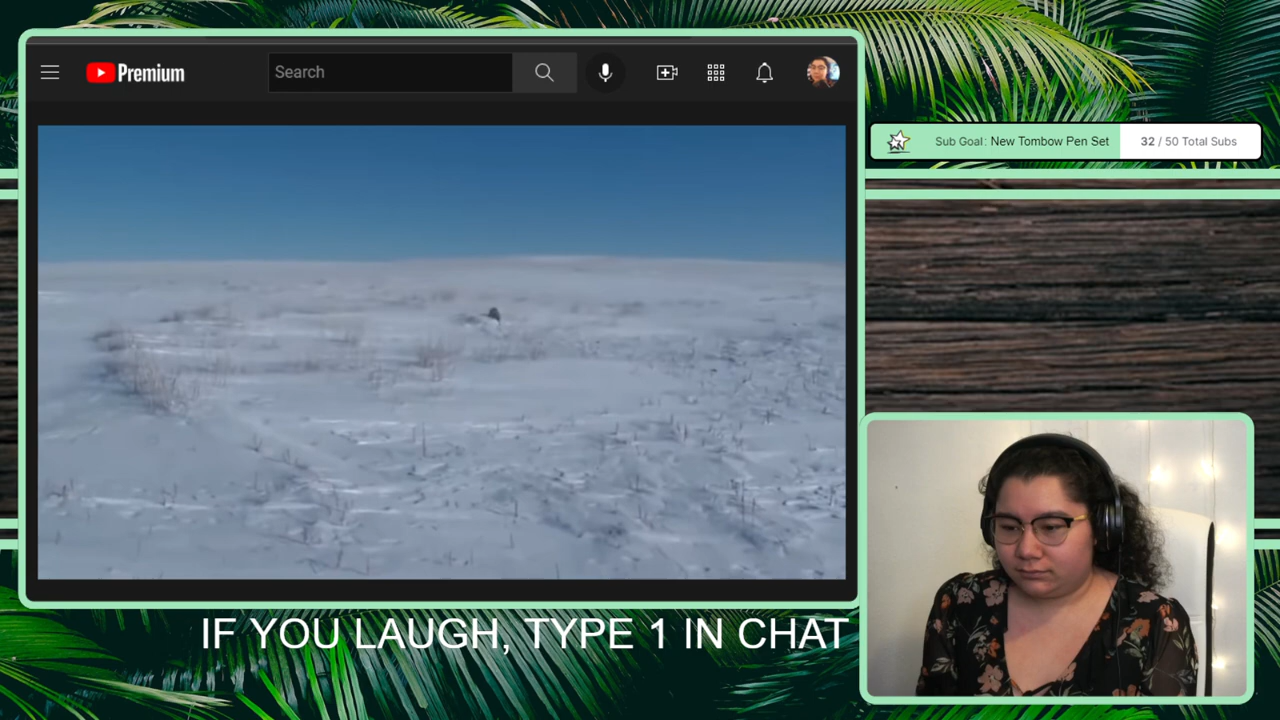 Premium
Search
Sub Goal: New Tombow Pen Set
32 / 50 Total Subs
IF YOU LAUGH, TYPE 1 IN CHAT